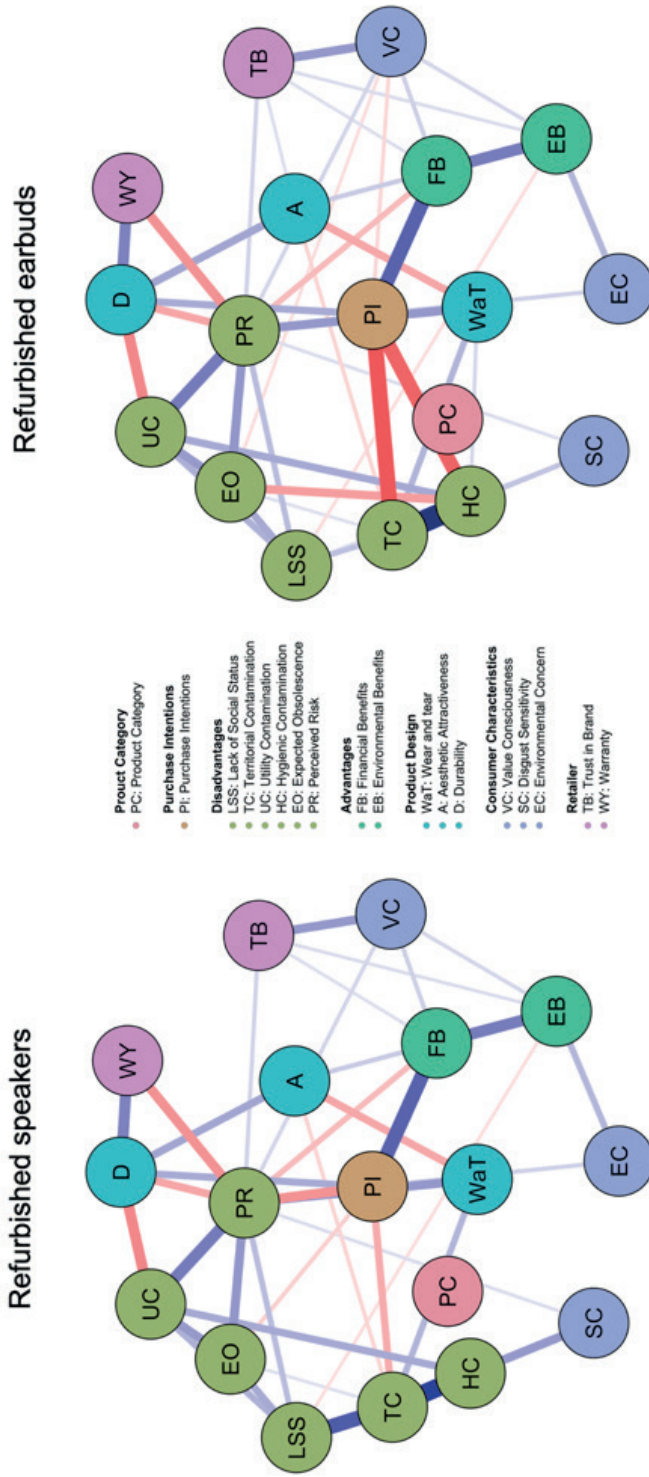 Refurbished speakers
WY
TB
D
VC
A
UC
PR
FB
EO
PI
EB
LSS
WaT
TC
PC
HC
EC
SC
Prouct Category
PC: Product Category
Purchase Intentions
PI: Purchase Intentions
Disadvantages
LSS: Lack of Social Status
TC: Territorial Contamination
UC: Utility Contamination
HC: Hygienic Contamination
EO: Expected Obsolescence
PR: Perceived Risk
Advantages
FB: Financial Benefits
EB: Environmental Benefits
Product Design
WaT: Wear and tear
A: Aesthetic Attractiveness
D: Durability
Consumer Characteristics
VC: Value Consciousness
SC: Disgust Sensitivity
EC: Environmental Concern
Retailer
TB: Trust in Brand
WY: Warranty
Refurbished earbuds
WY
TB
D
VC
A
UC
PR
FB
EO
PI
EB
LSS
WaT
TC
PC
HC
EC
SC